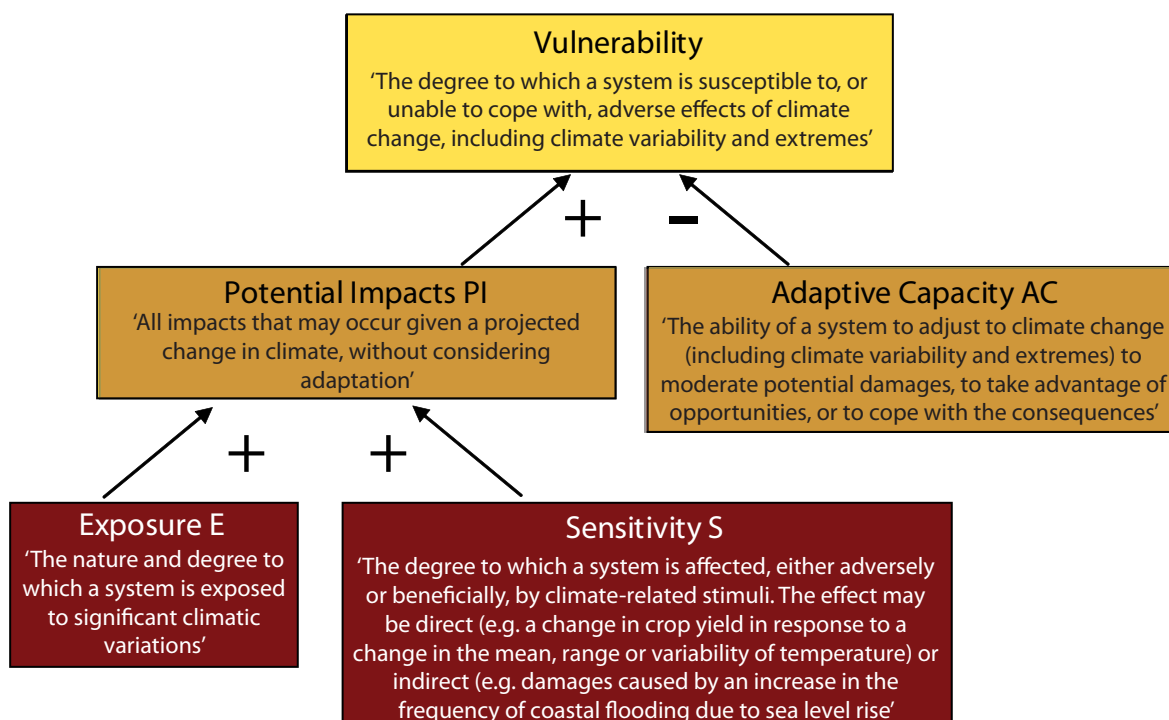 Vulnerability
‘The degree to which a system is susceptible to, or
unable to cope with, adverse effects of climate
change, including climate variability and extremes’
+ -
Potential Impacts PI
‘All impacts that may occur given a projected
change in climate, without considering
adaptation’
Adaptive Capacity AC
‘The ability of a system to adjust to climate change
(including climate variability and extremes) to
moderate potential damages, to take advantage of
opportunities, or to cope with the consequences’
+ +
Exposure E
‘The nature and degree to
which a system is exposed
to significant climatic
variations’
Sensitivity S
‘The degree to which a system is affected, either adversely
or beneficially, by climate-related stimuli. The effect may
be direct (e.g. a change in crop yield in response to a
change in the mean, range or variability of temperature) or
indirect (e.g. damages caused by an increase in the
frequency of coastal flooding due to sea level rise’